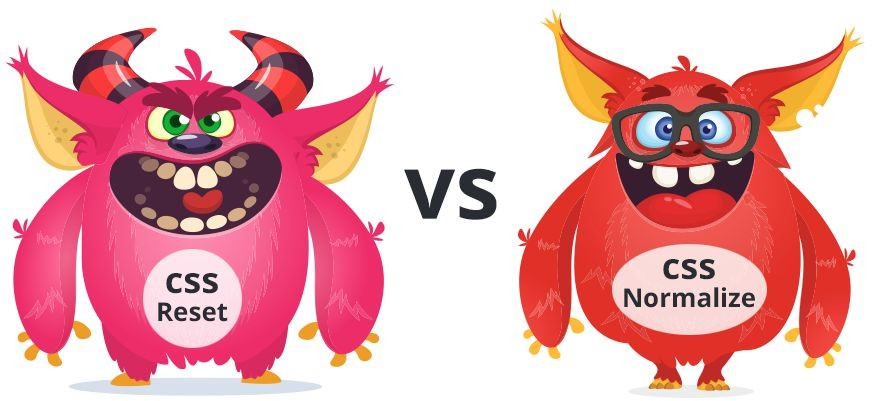 CSS
Reset
VS
CSS
Normalize